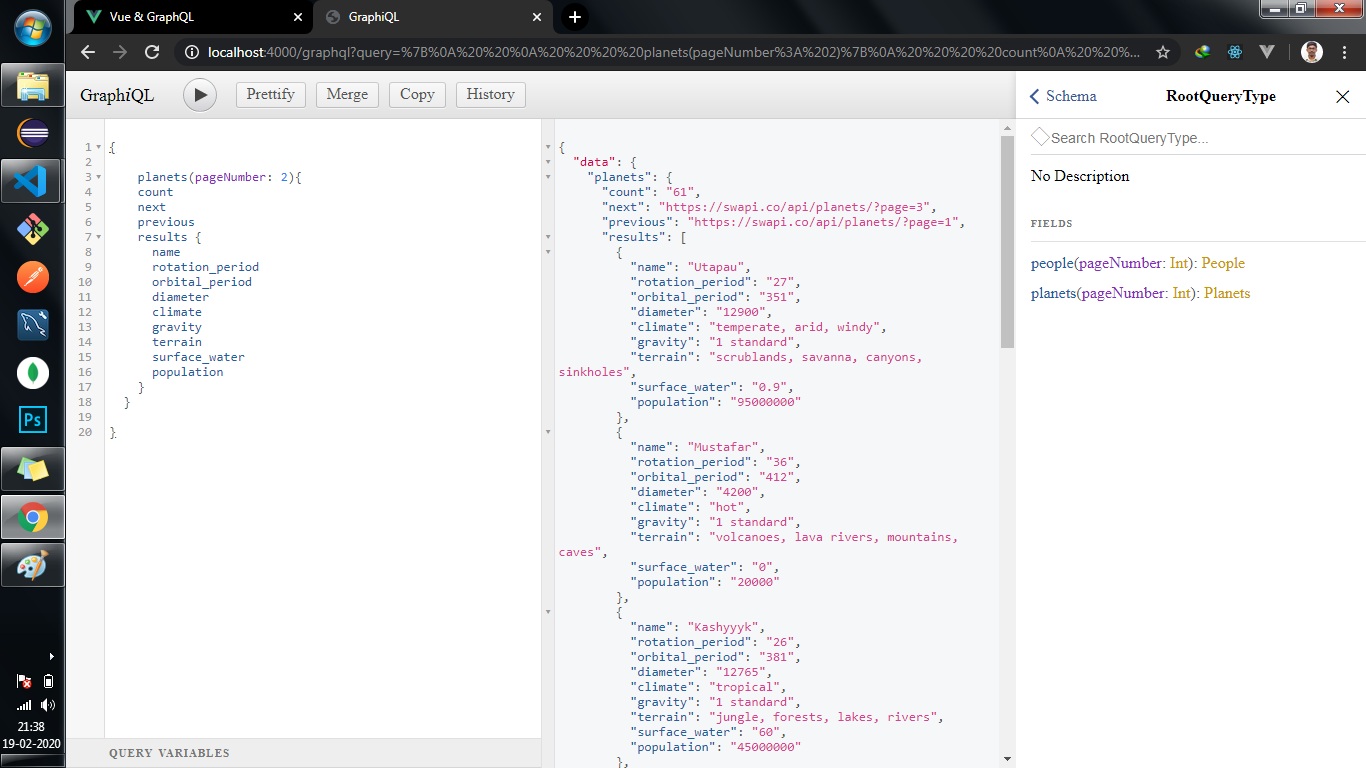 Vue & GraphQL
GraphiQL
localhost:4000/graphql?query=%7B%0A%20%20%0A%20%20%20%20planets(pageNumber%3A%202)%7B%0A%20%20%20%20count%0A%20%20%...
GraphiQL
Prettify
Merge
Copy
History
Schema
RootQueryType
Search RootQueryType...
No Description
FIELDS
people(pageNumber: Int): People
planets(pageNumber: Int): Planets
1 {
2
3 planets(pageNumber: 2){
4 count
5 next
6 previous
7 results {
8 name
9 rotation_period
10 orbital_period
11 diameter
12 climate
13 gravity
14 terrain
15 surface_water
16 population
17 }
18 }
19
20 }
QUERY VARIABLES
{
"data": {
"planets": {
"count": "61",
"next": "https://swapi.co/api/planets/?page=3",
"previous": "https://swapi.co/api/planets/?page=1",
"results": [
{
"name": "Utapau",
"rotation_period": "27",
"orbital_period": "351",
"diameter": "12900",
"climate": "temperate, arid, windy",
"gravity": "1 standard",
"terrain": "scrublands, savanna, canyons,
sinkholes",
"surface_water": "0.9",
"population": "95000000"
},
{
"name": "Mustafar",
"rotation_period": "36",
"orbital_period": "412",
"diameter": "4200",
"climate": "hot",
"gravity": "1 standard",
"terrain": "volcanoes, lava rivers, mountains,
caves",
"surface_water": "0",
"population": "20000"
},
{
"name": "Kashyyyk",
"rotation_period": "26",
"orbital_period": "381",
"diameter": "12765",
"climate": "tropical",
"gravity": "1 standard",
"terrain": "jungle, forests, lakes, rivers",
"surface_water": "60",
"population": "45000000"
},
Ps
21:38
19-02-2020